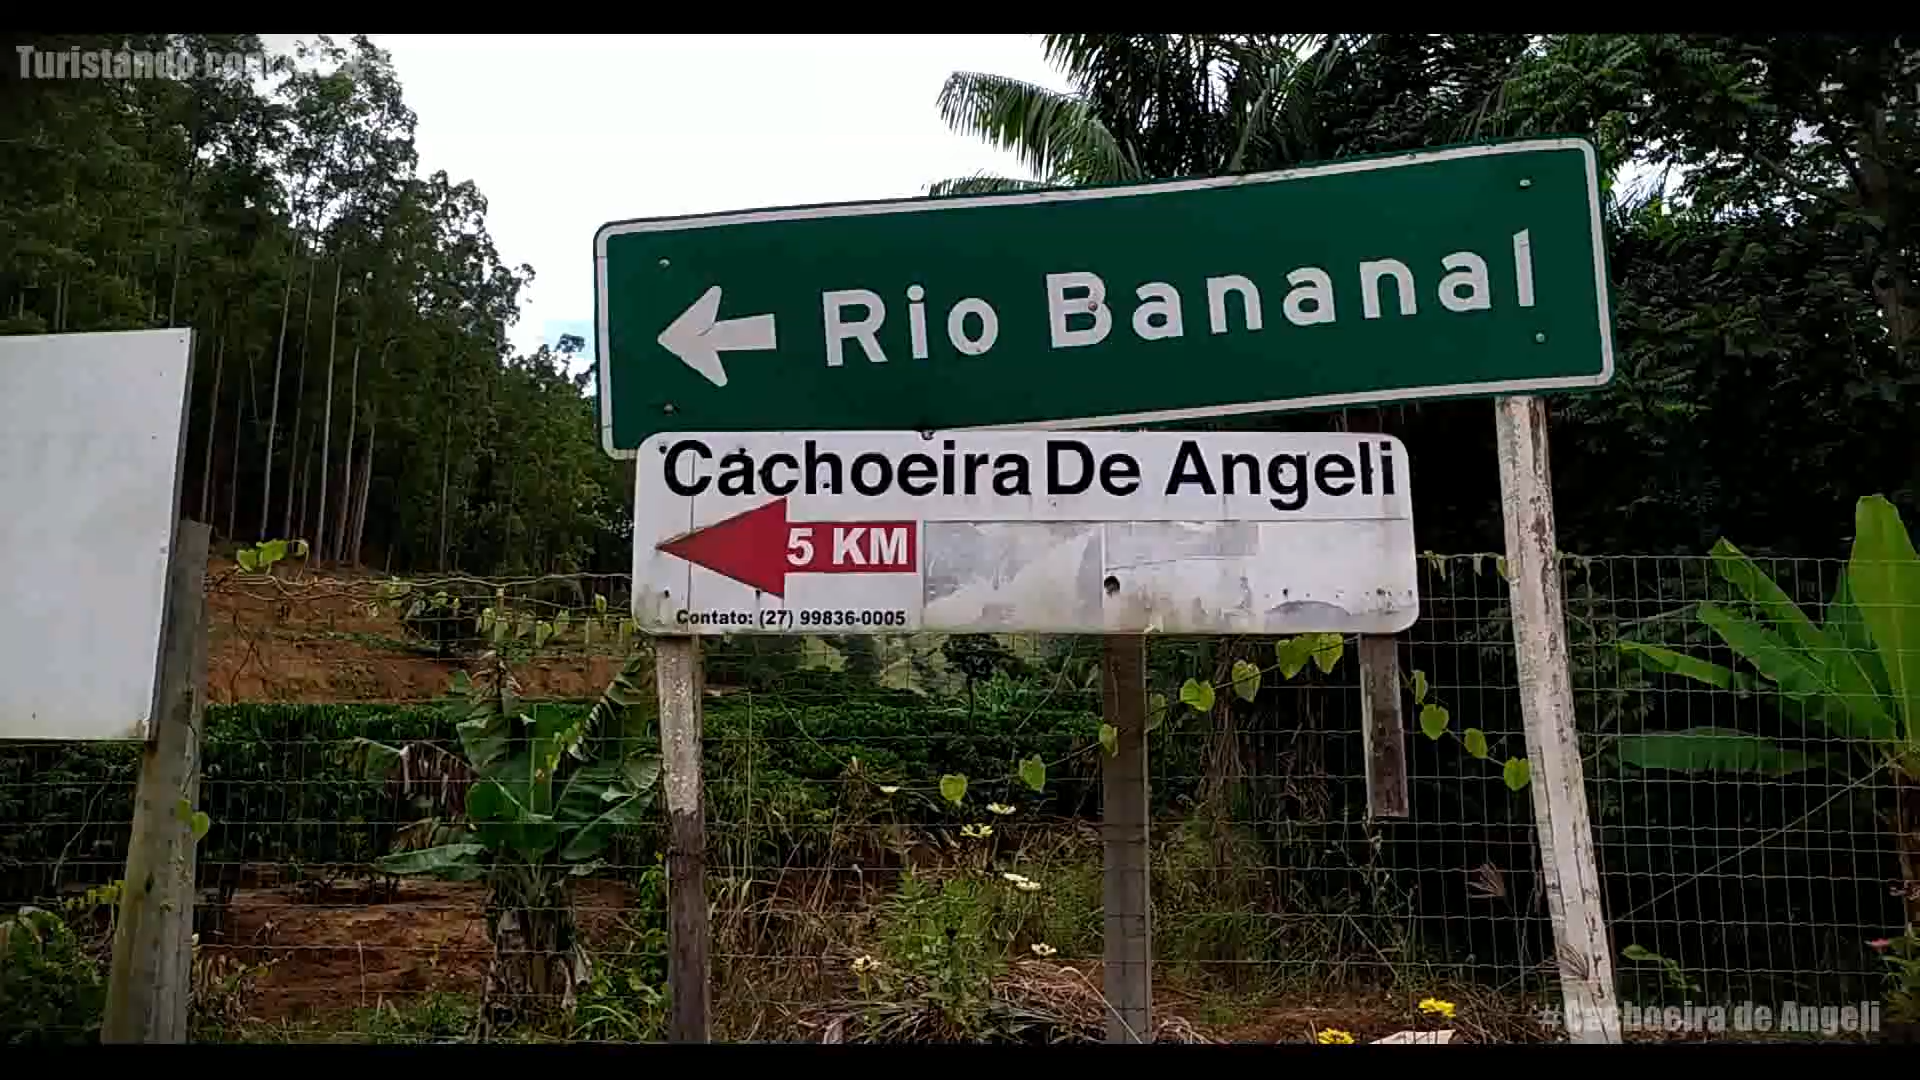 Turistando com
Rio Bananal
Cachoeira De Angeli
5 KM
Contato: (27) 99836-0005
#Cachoeira de Angeli